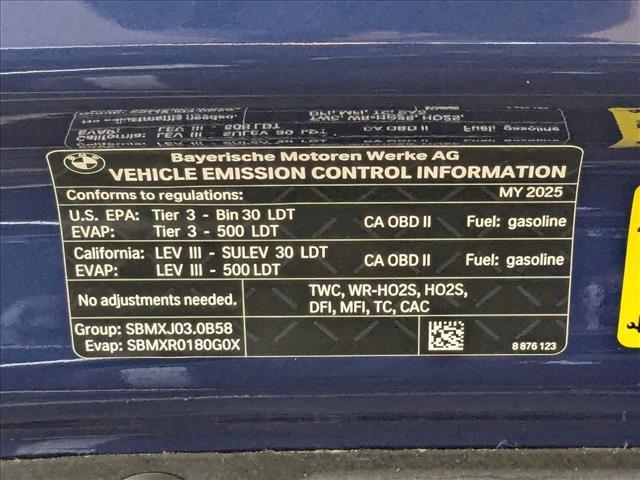 BMW
Bayerische Motoren Werke AG
VEHICLE EMISSION CONTROL INFORMATION
Conforms to regulations: MY 2025
U.S. EPA: Tier 3 - Bin 30 LDT CA OBD II Fuel: gasoline
EVAP: Tier 3 - 500 LDT
California: LEV III - SULEV 30 LDT CA OBD II Fuel: gasoline
EVAP: LEV III - 500 LDT
No adjustments needed. TWC, WR-HO2S, HO2S,
DFI, MFI, TC, CAC
Group: SBMXJ03.0B58
Evap: SBMXR0180G0X
8 876 123